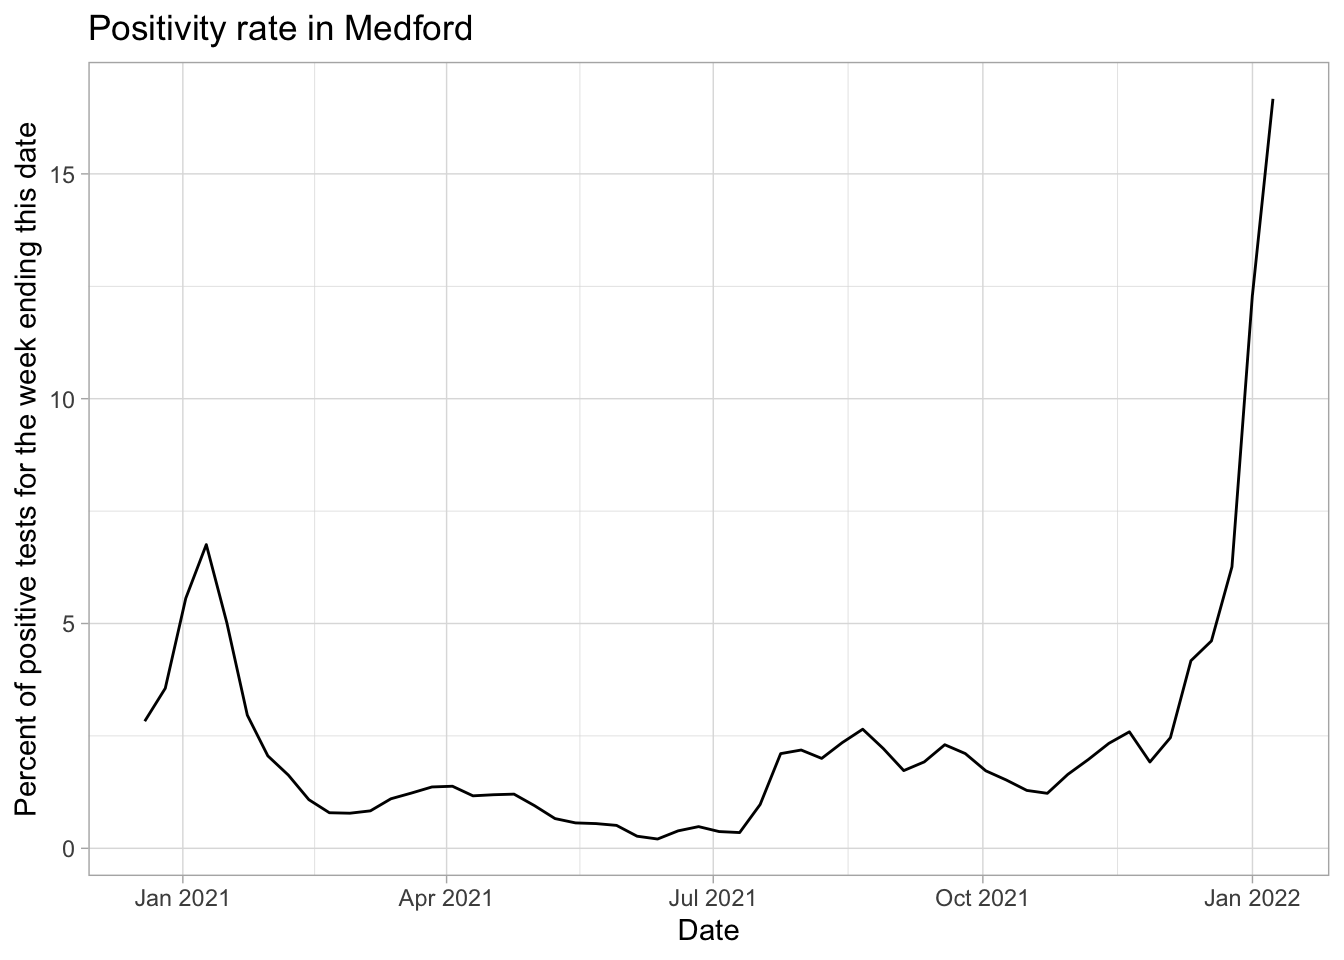 Positivity rate in Medford
Percent of positive tests for the week ending this date
15
10
5
0
Jan 2021
Apr 2021
Jul 2021
Oct 2021
Jan 2022
Date